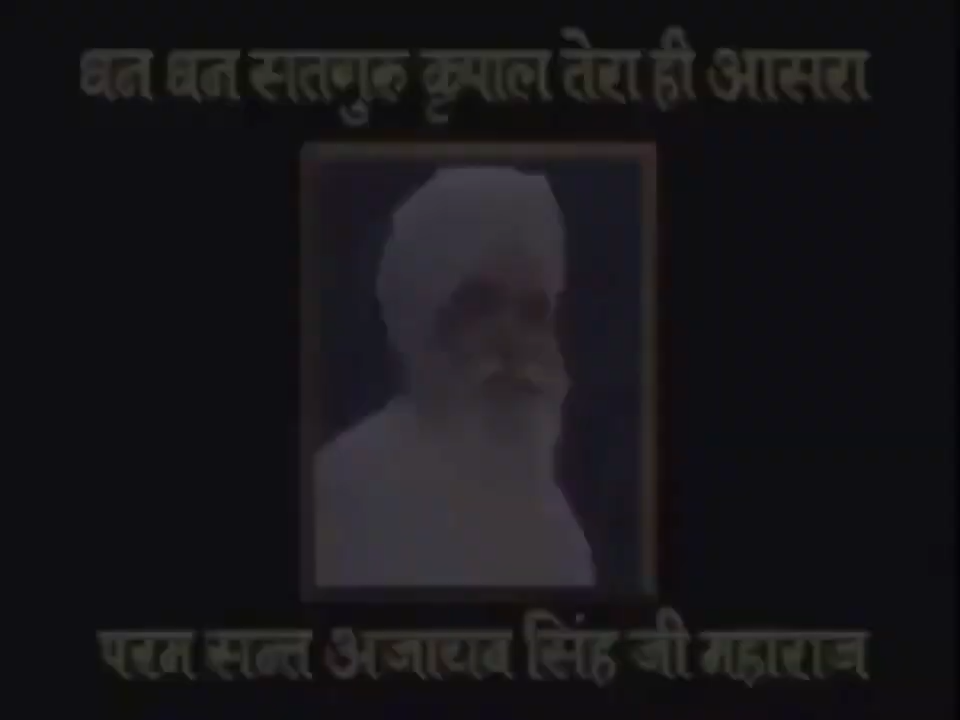 धन धन सतगुरु कृपाल तेरा ही आसरा
परम सन्त अजायब सिंह जी महाराज